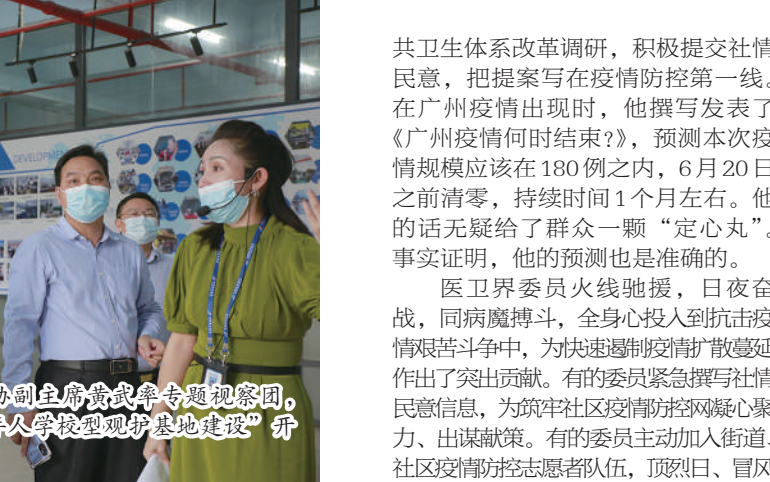 DEVELOPMENT
协副主席黄武率专题视察团，
年人学校型观护基地建设”开
共卫生体系改革调研，积极提交社情
民意，把提案写在疫情防控第一线。
在广州疫情出现时，他撰写发表了
《广州疫情何时结束?》，预测本次疫
情规模应该在180例之内，6月20日
之前清零，持续时间1个月左右。他
的话无疑给了群众一颗“定心丸”。
事实证明，他的预测也是准确的。
医卫界委员火线驰援，日夜奋
战，同病魔搏斗，全身心投入到抗击疫
情艰苦斗争中，为快速遏制疫情扩散蔓延
作出了突出贡献。有的委员紧急撰写社情
民意信息，为筑牢社区疫情防控网凝心聚
力、出谋献策。有的委员主动加入街道、
社区疫情防控志愿者队伍，顶烈日、冒风